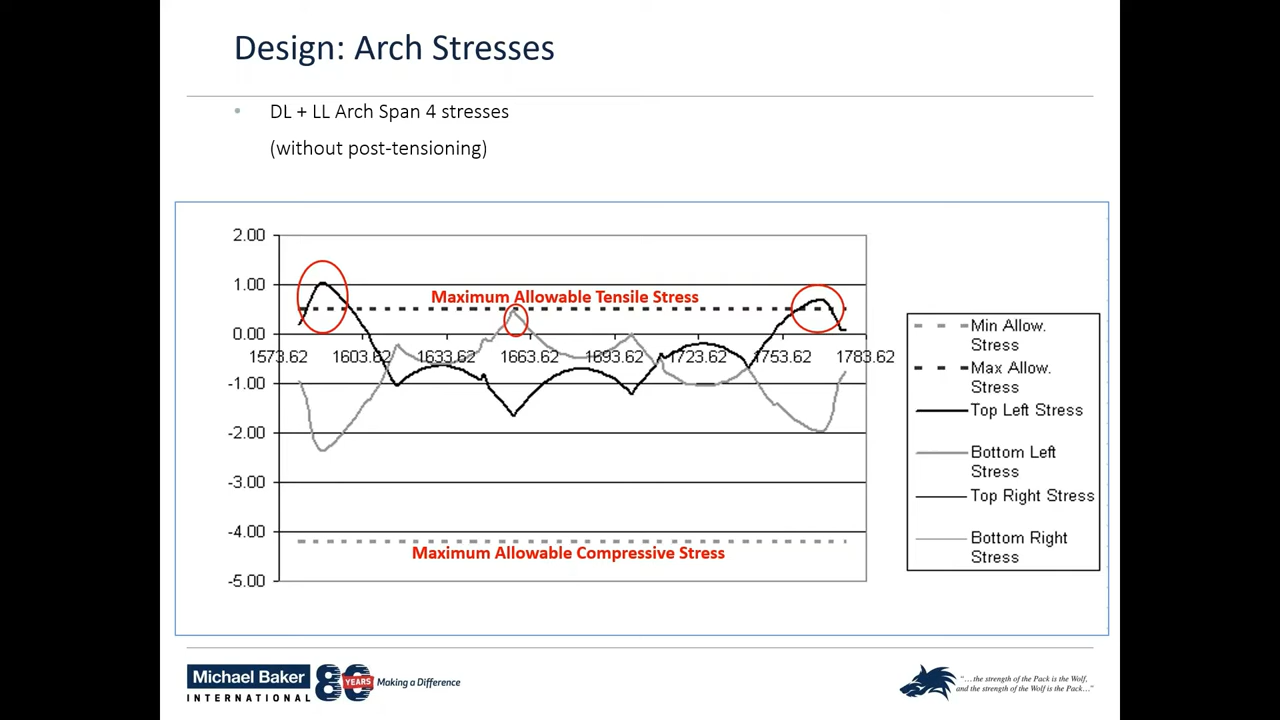 Design: Arch Stresses
• DL + LL Arch Span 4 stresses
(without post-tensioning)
2.00
1.00
0.00
-1.00
-2.00
-3.00
-4.00
-5.00
1573.62 1603.62 1633.62 1663.62 1693.62 1723.62 1753.62 1783.62
Maximum Allowable Tensile Stress
Maximum Allowable Compressive Stress
Min Allow.
Stress
Max Allow.
Stress
Top Left Stress
Bottom Left
Stress
Top Right Stress
Bottom Right
Stress
Michael Baker
INTERNATIONAL
80
YEARS
Making a Difference
"…the strength of the Pack is the Wolf,
and the strength of the Wolf is the Pack…"